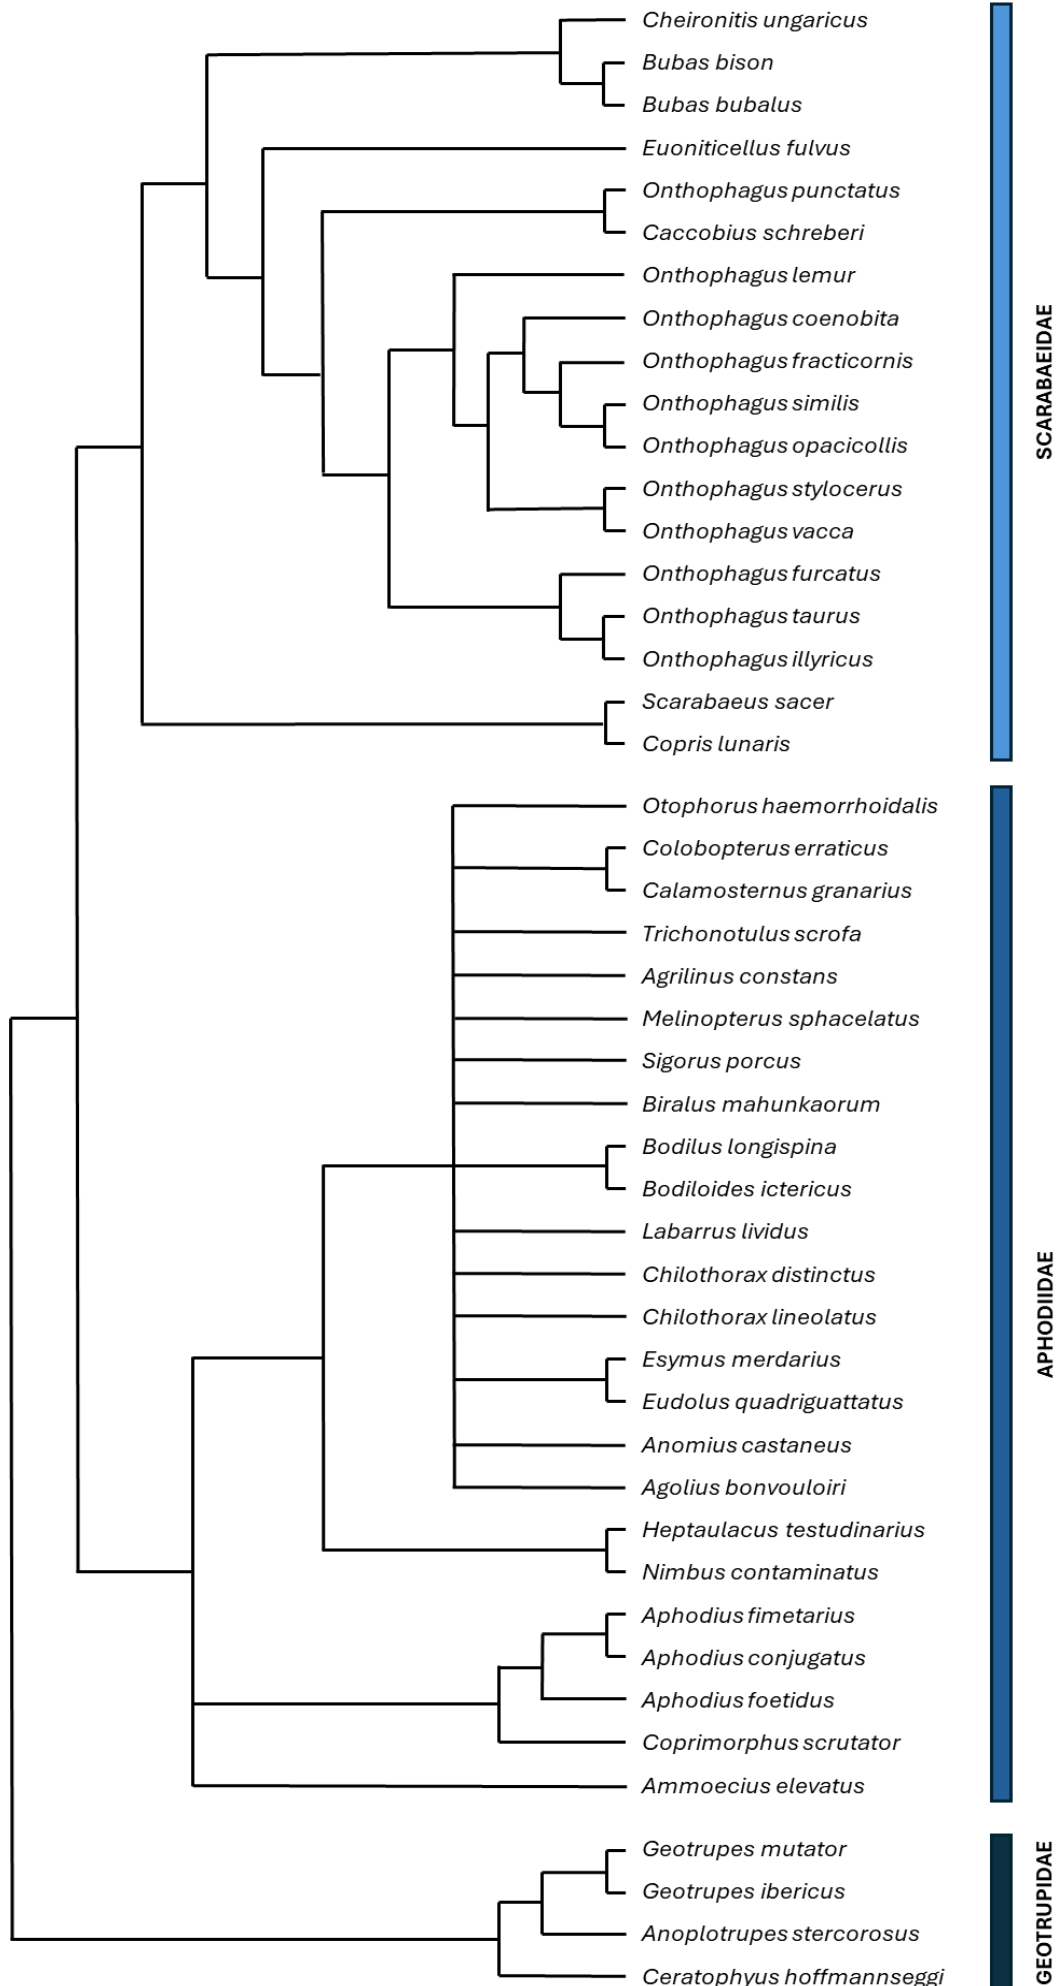 Cheironitis ungaricus
Bubas bison
Bubas bubalus
Euoniticellus fulvus
Onthophagus punctatus
Caccobius schreberi
Onthophagus lemur
Onthophagus coenobita
Onthophagus fracticornis
Onthophagus similis
Onthophagus opacicollis
Onthophagus stylocerus
Onthophagus vacca
Onthophagus furcatus
Onthophagus taurus
Onthophagus illyricus
Scarabaeus sacer
Copris lunaris
SCARABAEIDAE
Otophorus haemorrhoidalis
Colobopterus erraticus
Calamosternus granarius
Trichonotulus scrofa
Agrilinus constans
Melinopterus sphacelatus
Sigorus porcus
Biralus mahunkaorum
Bodilus longispina
Bodiloides ictericus
Labarrus lividus
Chilothorax distinctus
Chilothorax lineolatus
Esymus merdarius
Eudolus quadriguattatus
Anomius castaneus
Agolius bonvouloiri
Heptaulacus testudinarius
Nimbus contaminatus
Aphodius fimetarius
Aphodius conjugatus
Aphodius foetidus
Coprimorphus scrutator
Ammoecius elevatus
APHODIIDAE
Geotrupes mutator
Geotrupes ibericus
Anoplotrupes stercorosus
Ceratophyus hoffmannseggi
GEOTRUPIDAE